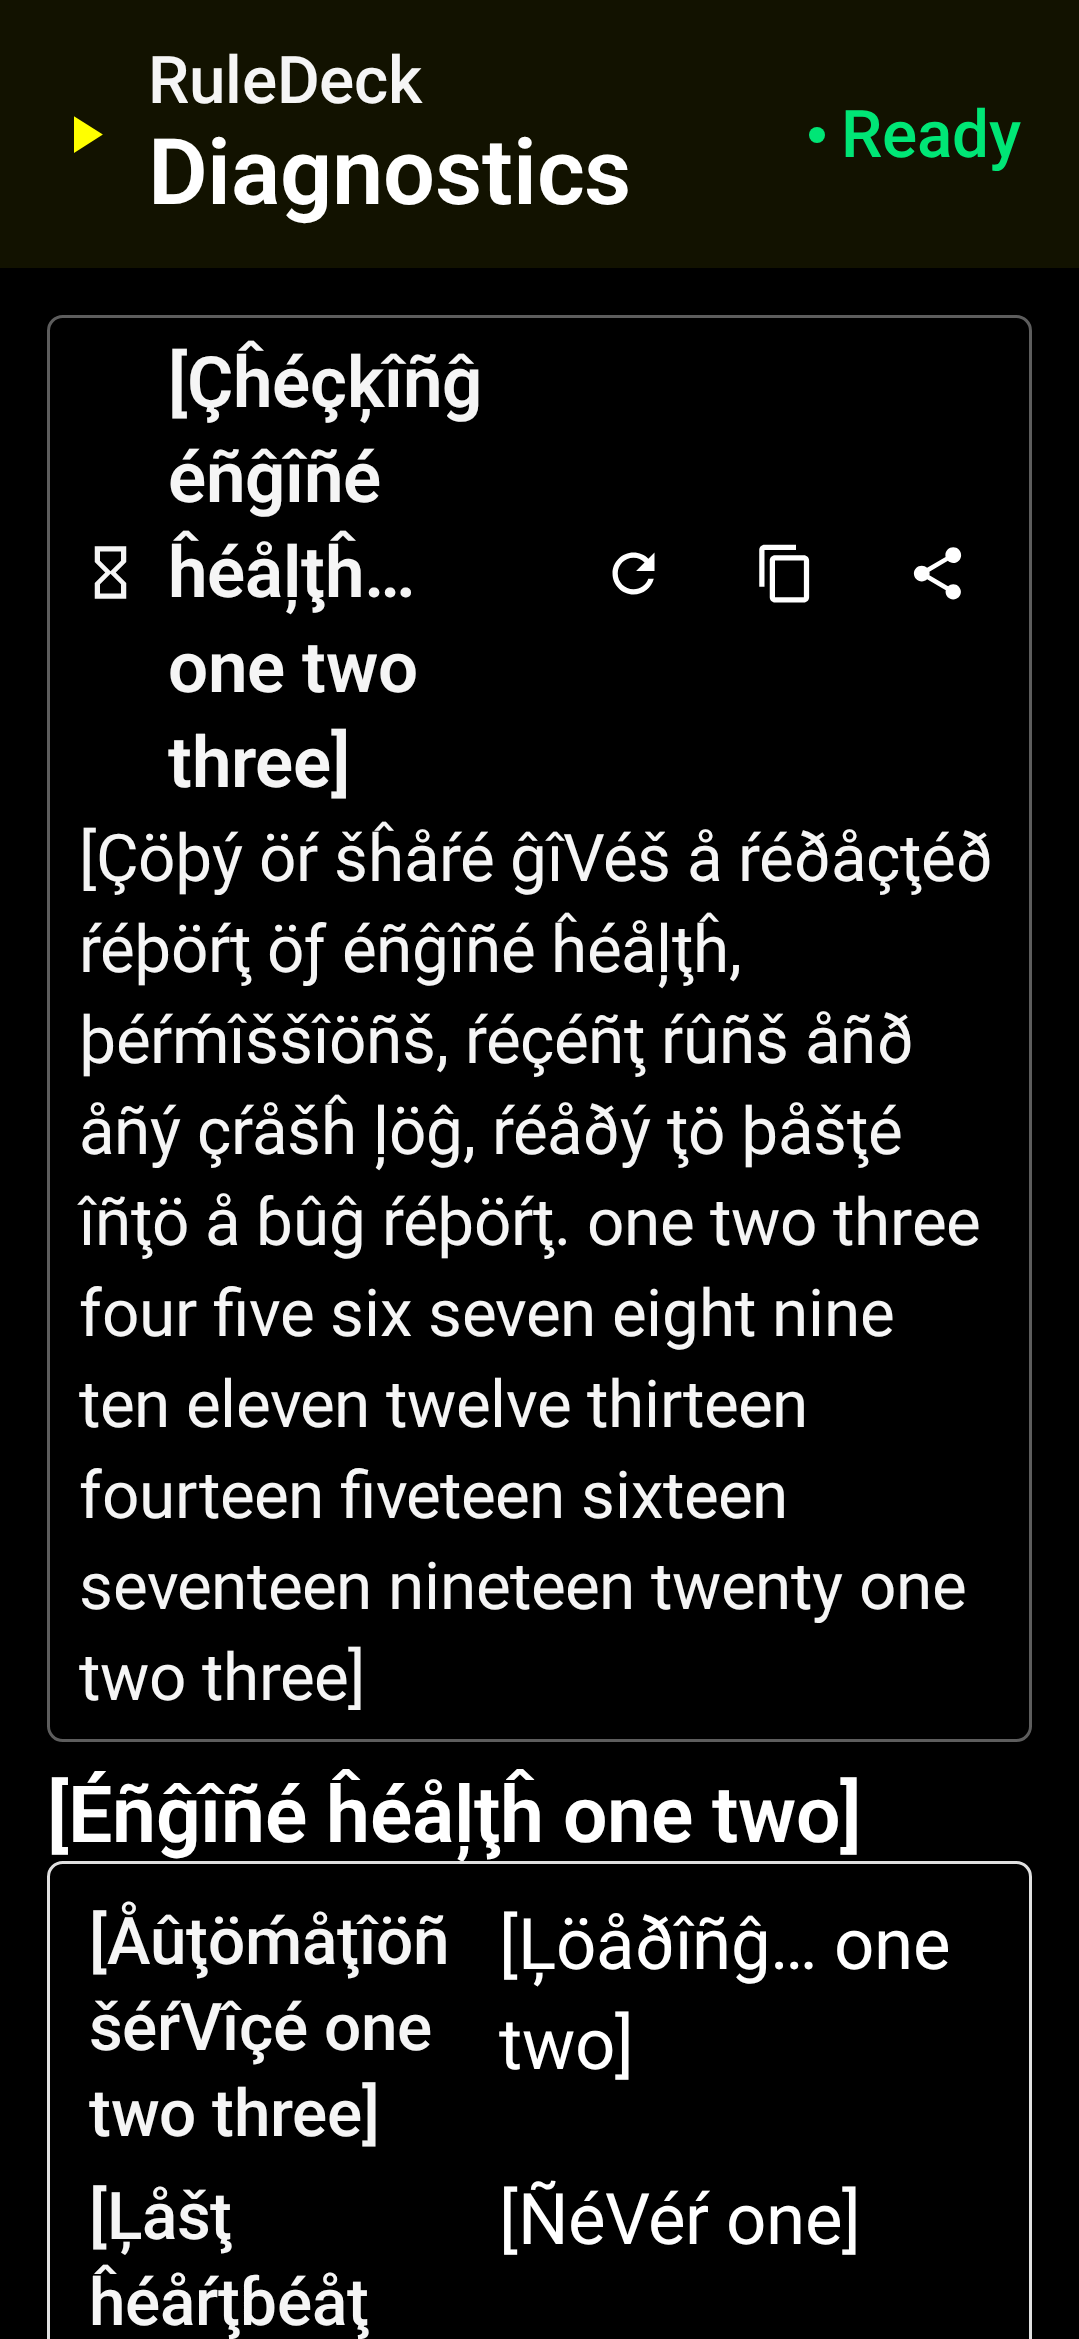 RuleDeck
Diagnostics
• Ready
[Çĥéçķîñĝ
éñĝîñé
ĥéåļţĥ…
one two
three]
[Çöþý öŕ šĥåŕé ĝîVéš å ŕéðåçţéð
ŕéþöŕţ öƒ éñĝîñé ĥéåļţĥ,
þéŕḿîššîöñš, ŕéçéñţ ŕûñš åñð
åñý çŕåšĥ ļöĝ, ŕéåðý ţö þåšţé
îñţö å ɓûĝ ŕéþöŕţ. one two three
four five six seven eight nine
ten eleven twelve thirteen
fourteen fiveteen sixteen
seventeen nineteen twenty one
two three]
[Éñĝîñé ĥéåļţĥ one two]
[Åûţöḿåţîöñ
šéŕVîçé one
two three]
[Ļöåðîñĝ… one
two]
[Ļåšţ
ĥéåŕţɓéåţ
[ÑéVéŕ one]